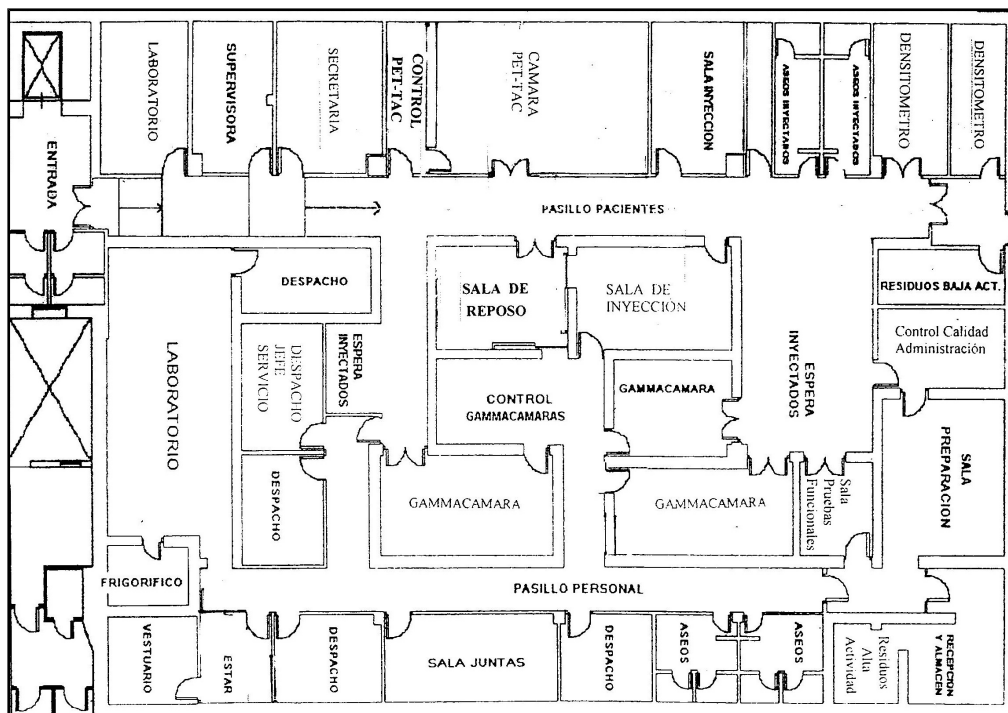 LABORATORIO
SUPERVISORA
SECRETARIA
CONTROL
PET-TAC
CAMARA
PET-TAC
SALA INYECCION
ASEOS INYECTADOS
ASEOS INYECTADOS
DENSITOMETRO
DENSITOMETRO
ENTRADA
PASILLO PACIENTES
DESPACHO
SALA DE
REPOSO
SALA DE
INYECCIÓN
RESIDUOS BAJA ACT.
LABORATORIO
DESPACHO
JEFE
SERVICIO
ESPERA
INYECTADOS
CONTROL
GAMMACAMARAS
GAMMACAMARA
ESPERA
INYECTADOS
Control Calidad
Administración
DESPACHO
GAMMACAMARA
GAMMACAMARA
Sala
Pruebas
Funcionales
SALA
PREPARACION
FRIGORIFICO
PASILLO PERSONAL
VESTUARIO
ESTAR
DESPACHO
SALA JUNTAS
DESPACHO
ASEOS
ASEOS
Residuos
Alta
Actividad
RECEPCION
Y ALMACEN